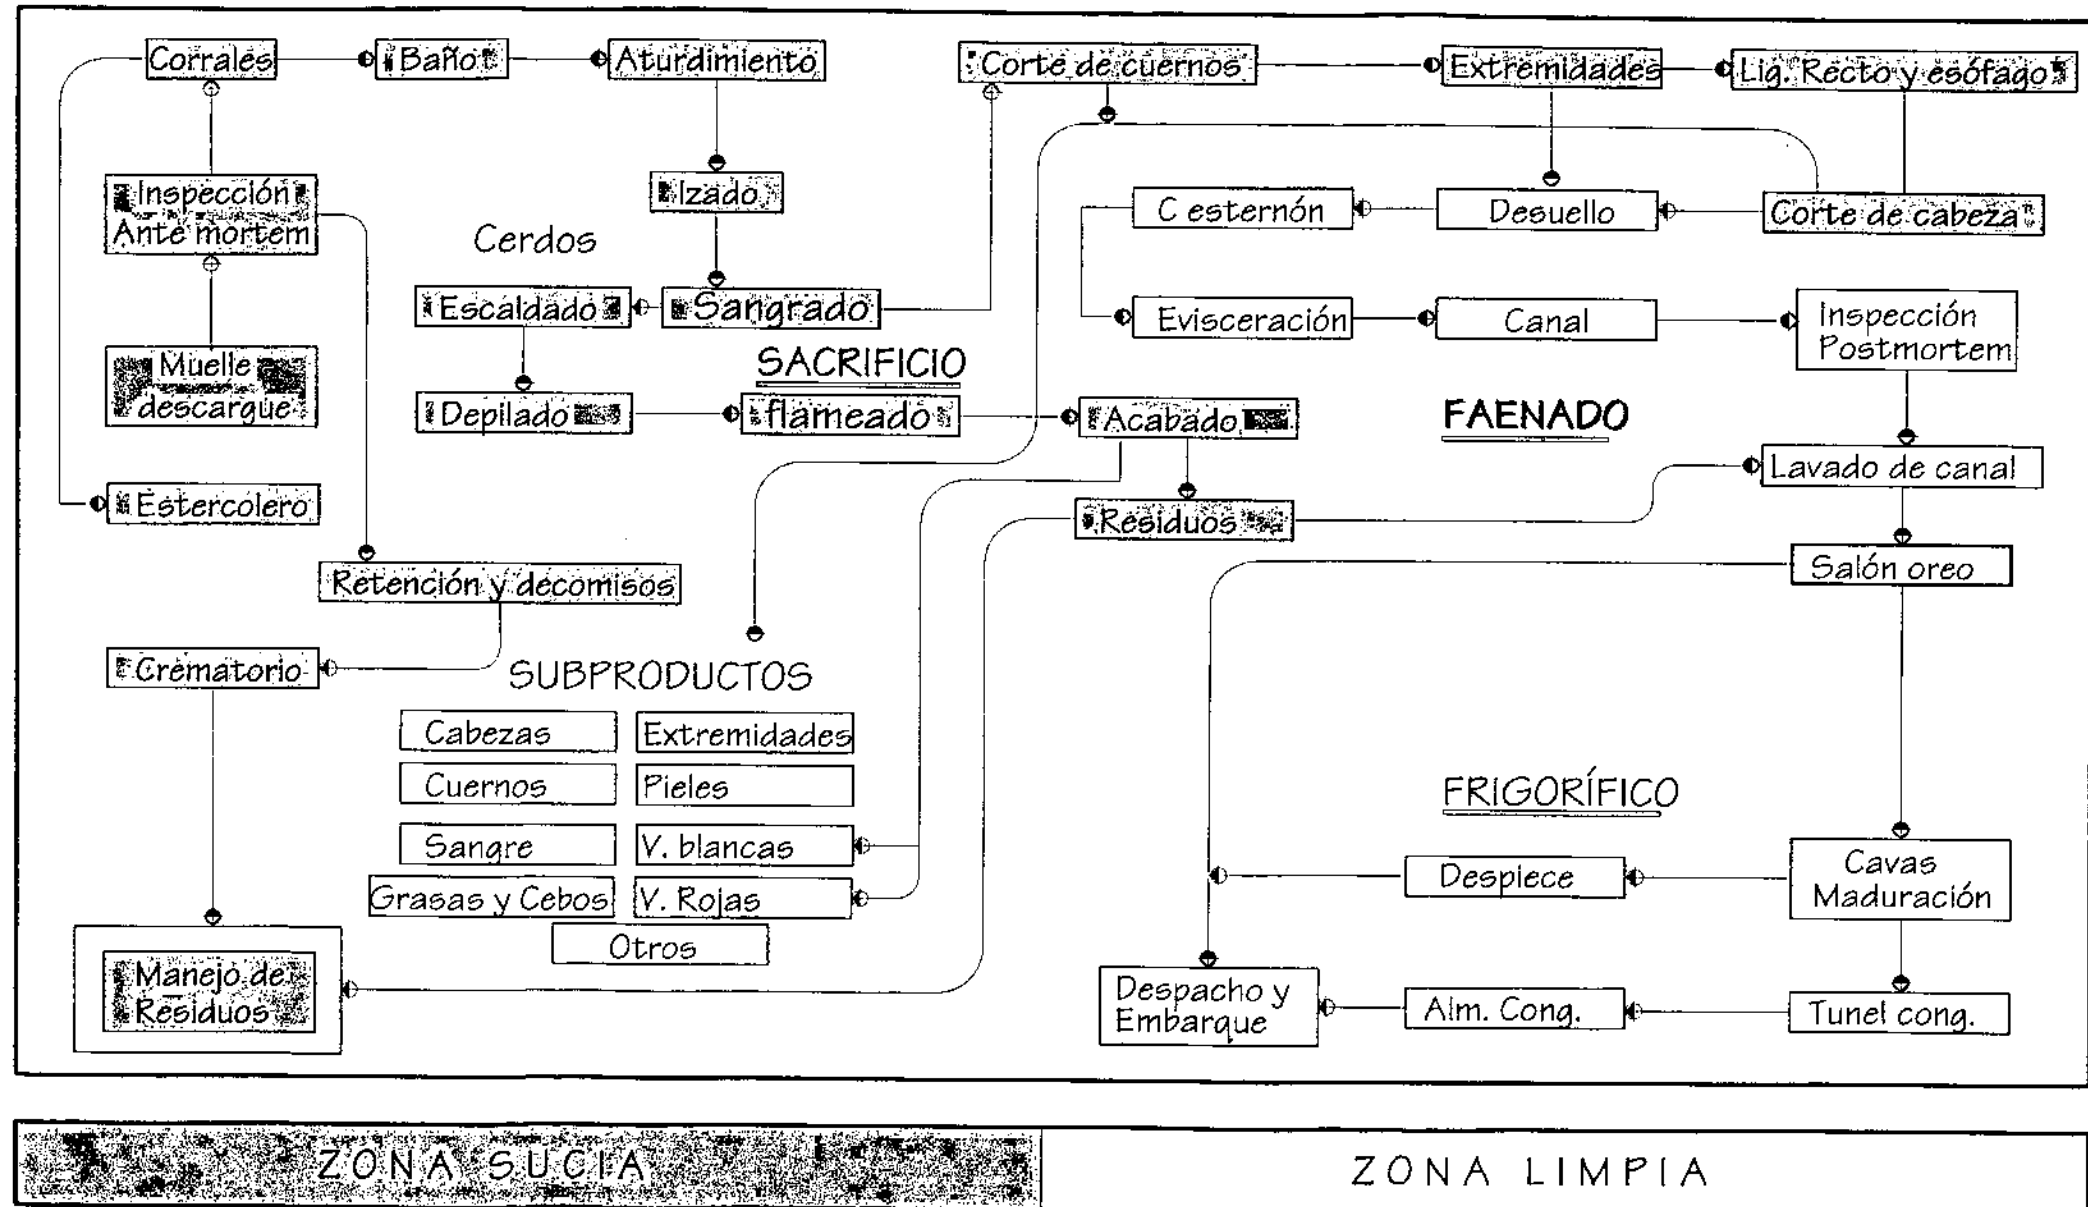 Corrales
Baño
Aturdimiento
Corte de cuernos
Extremidades
Lig. Recto y esófago
Inspección
Ante mortem
Izado
C esternón
Desuello
Corte de cabeza
Cerdos
Escaldado
Sangrado
Evisceración
Canal
Inspección
Postmortem
Muelle
descargue
SACRIFICIO
Depilado
flameado
Acabado
FAENADO
Lavado de canal
Estercolero
Residuos
Salón oreo
Retención y decomisos
Crematorio
SUBPRODUCTOS
Cabezas
Extremidades
Cuernos
Pieles
Sangre
V. blancas
Grasas y Cebos
V. Rojas
Otros
FRIGORÍFICO
Despiece
Cavas
Maduración
Manejo de
Residuos
Despacho y
Embarque
Alm. Cong.
Tunel cong.
ZONA SUCIA
ZONA LIMPIA